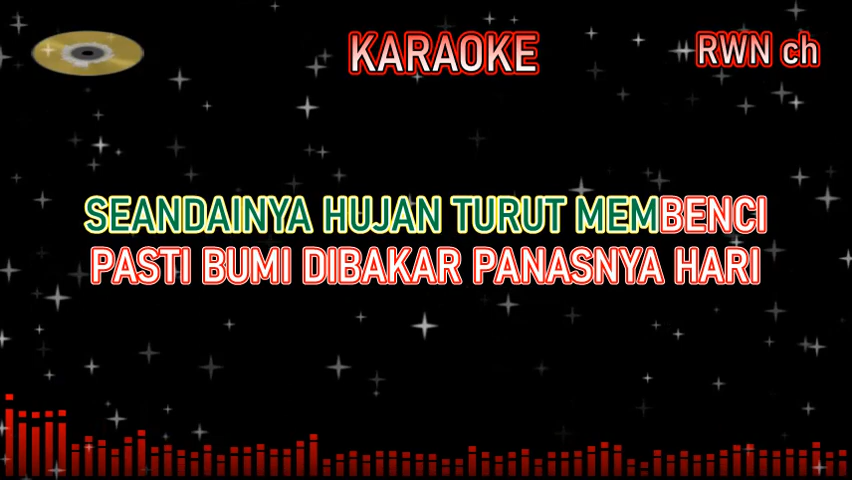 KARAOKE
RWN ch
SEANDAINYA HUJAN TURUT MEMBENCI
PASTI BUMI DIBAKAR PANASNYA HARI